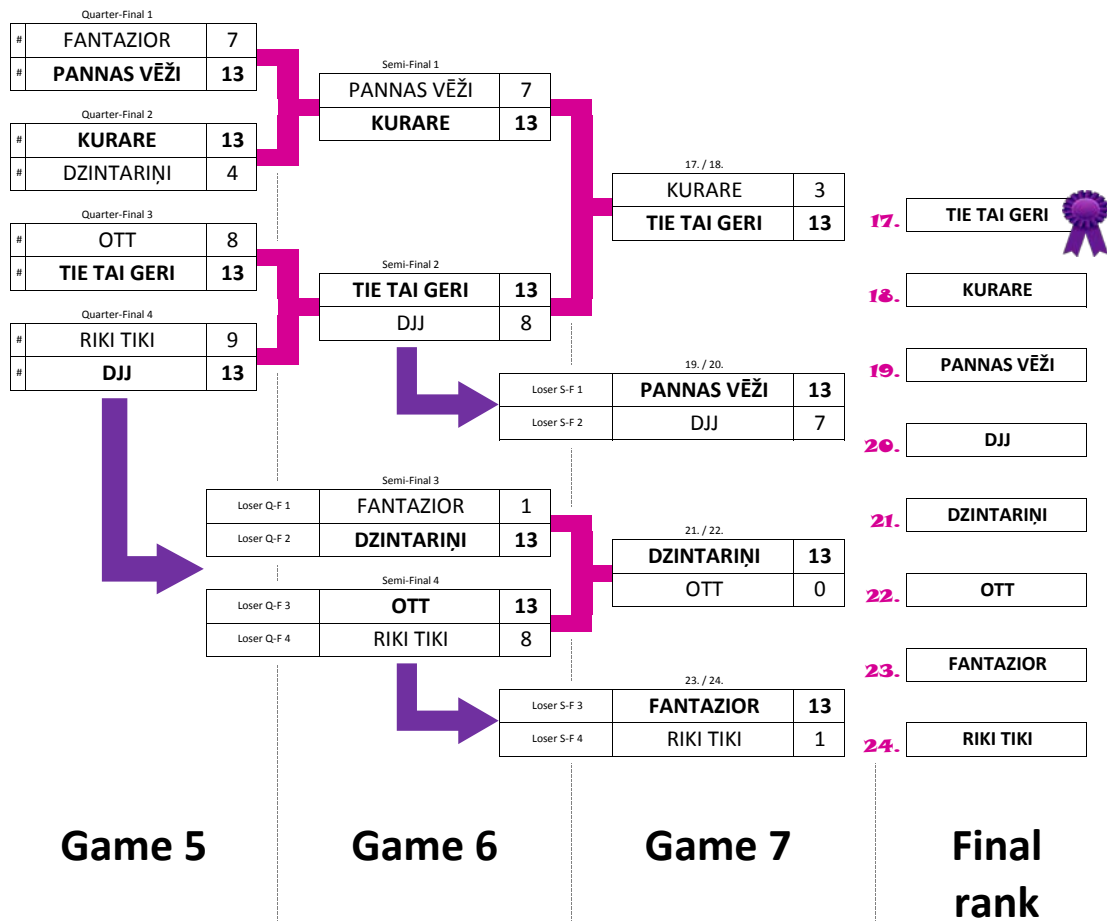 Quarter-Final 1
# FANTAZIOR 7
# PANNAS VĒŽI 13
Quarter-Final 2
# KURARE 13
# DZINTARIŅI 4
Quarter-Final 3
# OTT 8
# TIE TAI GERI 13
Quarter-Final 4
# RIKI TIKI 9
# DJJ 13
Semi-Final 1
PANNAS VĒŽI 7
KURARE 13
Semi-Final 2
TIE TAI GERI 13
DJJ 8
Semi-Final 3
Loser Q-F 1 FANTAZIOR 1
Loser Q-F 2 DZINTARIŅI 13
Semi-Final 4
Loser Q-F 3 OTT 13
Loser Q-F 4 RIKI TIKI 8
17. / 18.
KURARE 3
TIE TAI GERI 13
19. / 20.
Loser S-F 1 PANNAS VĒŽI 13
Loser S-F 2 DJJ 7
21. / 22.
DZINTARIŅI 13
OTT 0
23. / 24.
Loser S-F 3 FANTAZIOR 13
Loser S-F 4 RIKI TIKI 1
17. TIE TAI GERI
18. KURARE
19. PANNAS VĒŽI
20. DJJ
21. DZINTARIŅI
22. OTT
23. FANTAZIOR
24. RIKI TIKI
Game 5
Game 6
Game 7
Final
rank